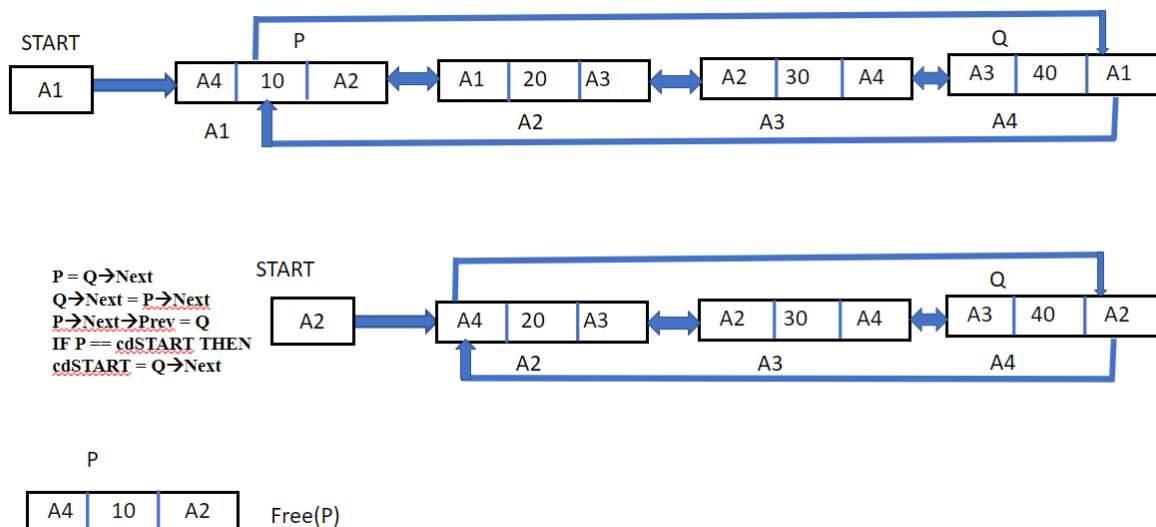 START P Q
A1 A4 10 A2 A1 20 A3 A2 30 A4 A3 40 A1
A1 A2 A3 A4
P = Q→Next
Q→Next = P→Next
P→Next→Prev = Q
IF P == cdSTART THEN
cdSTART = Q→Next
START Q
A2 A4 20 A3 A2 30 A4 A3 40 A2
A2 A3 A4
P
A4 10 A2 Free(P)